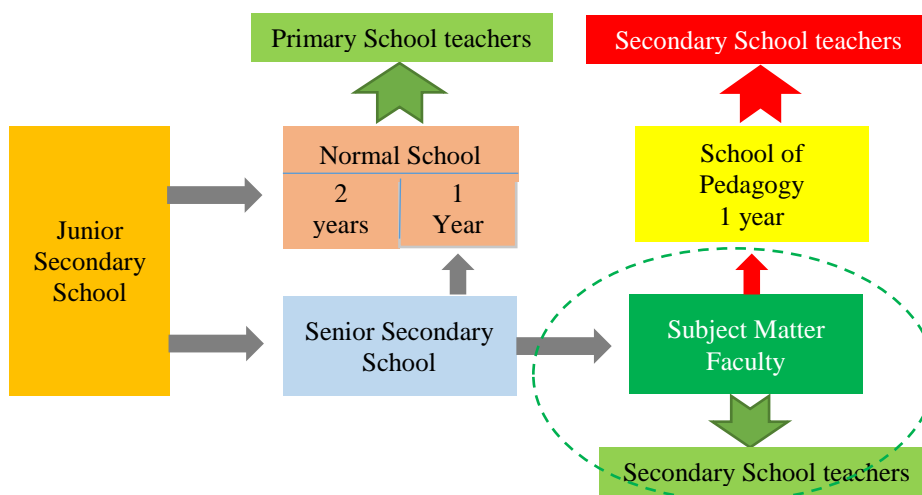 Primary School teachers
Secondary School teachers
Junior
Secondary
School
Normal School
2
years
1
Year
School of
Pedagogy
1 year
Senior Secondary
School
Subject Matter
Faculty
Secondary School teachers